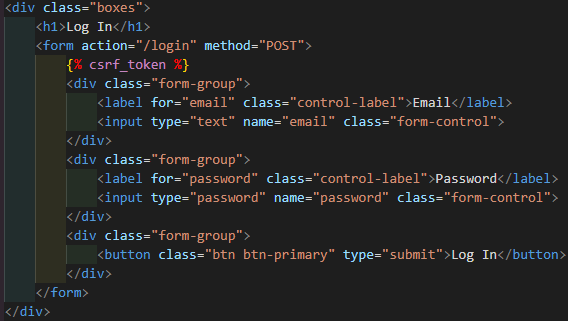 <div class="boxes">
    <h1>Log In</h1>
    <form action="/login" method="POST">
        {% csrf_token %}
        <div class="form-group">
            <label for="email" class="control-label">Email</label>
            <input type="text" name="email" class="form-control">
        </div>
        <div class="form-group">
            <label for="password" class="control-label">Password</label>
            <input type="password" name="password" class="form-control">
        </div>
        <div class="form-group">
            <button class="btn btn-primary" type="submit">Log In</button>
        </div>
    </form>
</div>